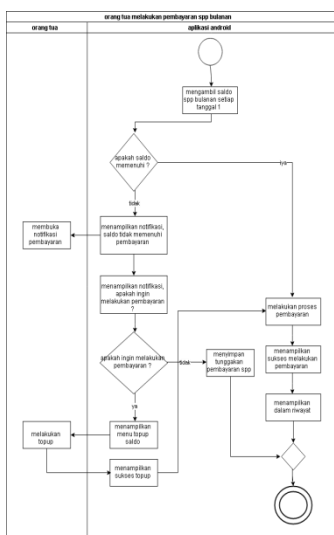 orang tua melakukan pembayaran spp bulanan
orang tua
aplikasi android
mengambil saldo
spp bulanan setiap
tanggal 1
apakah saldo
memenuhi ?
iya
tidak
membuka
notifikasi
pembayaran
menampilkan notifikasi,
saldo tidak memenuhi
pembayaran
menampilkan notifikasi,
apakah ingin
melakukan pembayaran
?
melakukan proses
pembayaran
apakah ingin melakukan
pembayaran ?
tidak
menyimpan
tunggakan
pembayaran spp
menampilkan
sukses melakukan
pembayaran
ya
menampilkan
dalam riwayat
melakukan
topup
menampilkan
menu topup
saldo
menampilkan
sukses topup